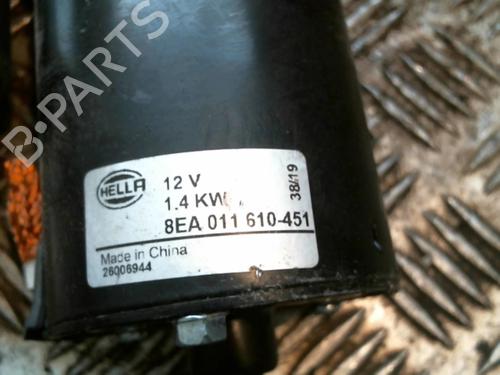 B-PARTS
HELLA
12 V
1.4 KW
38/19
8EA 011 610-451
Made in China
26006944